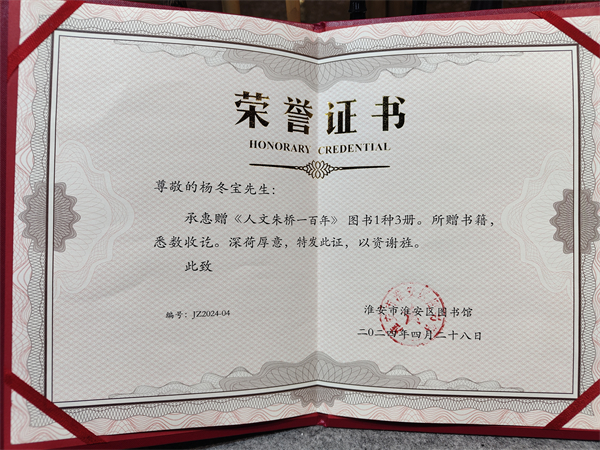 荣誉证书
HONORARY CREDENTIAL
尊敬的杨冬宝先生：
承惠赠《人文朱桥一百年》图书1种3册。所赠书籍，
悉数收讫。深荷厚意，特发此证，以资谢旌。
此致
编号：JZ2024-04
淮安市淮安区图书馆
二〇二四年四月二十八日